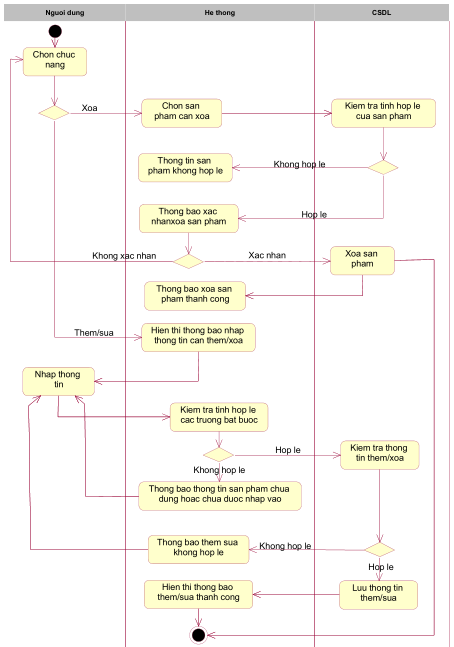 Nguoi dung
He thong
CSDL
Chon chuc
nang
Xoa
Chon san
pham can xoa
Kiem tra tinh hop le
cua san pham
Thong tin san
pham khong hop le
Khong hop le
Thong bao xac
nhanxoa san pham
Hop le
Khong xac nhan
Xac nhan
Xoa san
pham
Thong bao xoa san
pham thanh cong
Them/sua
Hien thi thong bao nhap
thong tin can them/xoa
Nhap thong
tin
Kiem tra tinh hop le
cac truong bat buoc
Hop le
Kiem tra thong
tin them/xoa
Khong hop le
Thong bao thong tin san pham chua
dung hoac chua duoc nhap vao
Thong bao them sua
khong hop le
Khong hop le
Hop le
Hien thi thong bao
them/sua thanh cong
Luu thong tin
them/sua